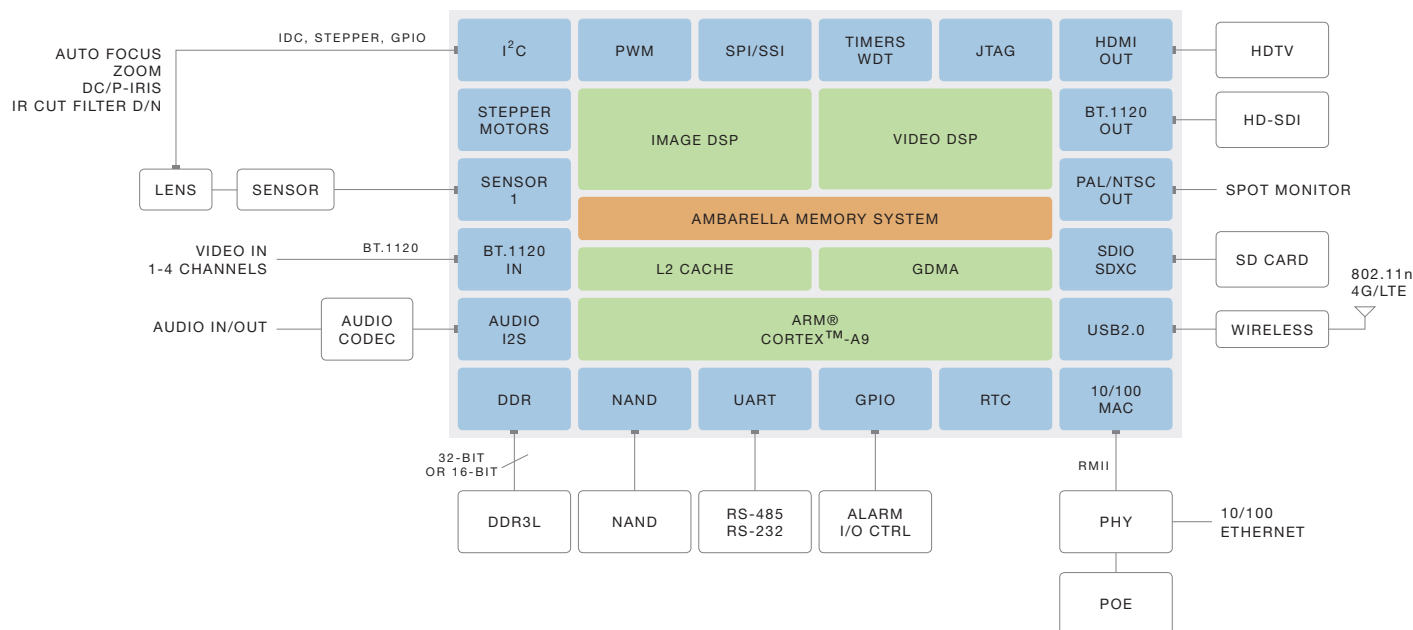 IDC, STEPPER, GPIO
AUTO FOCUS
ZOOM
DC/P-IRIS
IR CUT FILTER D/N
I²C
PWM
SPI/SSI
TIMERS
WDT
JTAG
HDMI
OUT
HDTV
STEPPER
MOTORS
IMAGE DSP
VIDEO DSP
BT.1120
OUT
HD-SDI
LENS
SENSOR
SENSOR
1
PAL/NTSC
OUT
SPOT MONITOR
AMBARELLA MEMORY SYSTEM
VIDEO IN
1-4 CHANNELS
BT.1120
BT.1120
IN
L2 CACHE
GDMA
SDIO
SDXC
SD CARD
802.11n
4G/LTE
AUDIO IN/OUT
AUDIO
CODEC
AUDIO
I2S
ARM®
CORTEX™-A9
USB2.0
WIRELESS
DDR
NAND
UART
GPIO
RTC
10/100
MAC
32-BIT
OR 16-BIT
RMII
DDR3L
NAND
RS-485
RS-232
ALARM
I/O CTRL
PHY
10/100
ETHERNET
POE